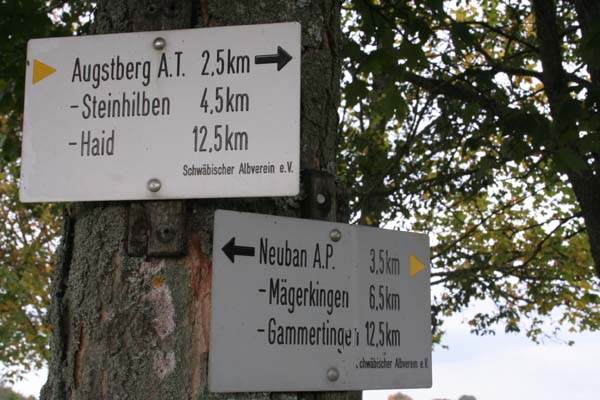 Augstberg A.T. 2,5km
-Steinhilben 4,5km
-Haid 12,5km
Schwäbischer Albverein e.V.
Neuban A.P. 3,5km
-Mägerkingen 6,5km
-Gammertingen 12,5km
Schwäbischer Albverein e.V.